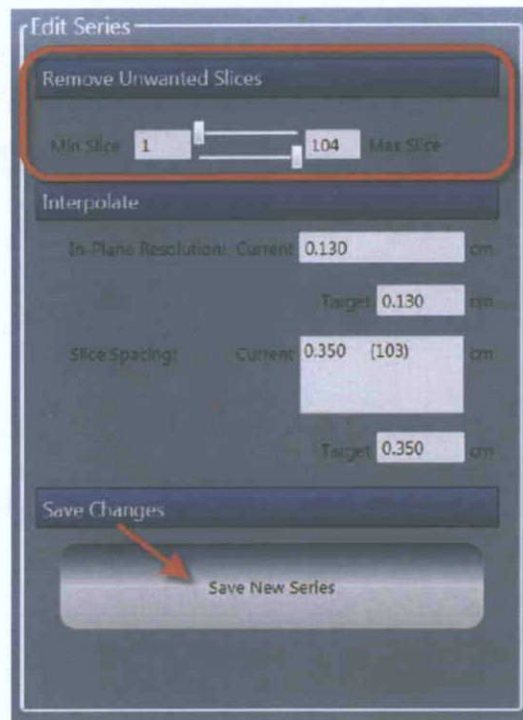 Edit Series
Remove Unwanted Slices
Min Slice 1 104 Max Slice
Interpolate
In-Plane Resolution: Current 0.130 cm
Target 0.130 cm
Slice Spacing: Current 0.350 (103) cm
Target 0.350 cm
Save Changes
Save New Series